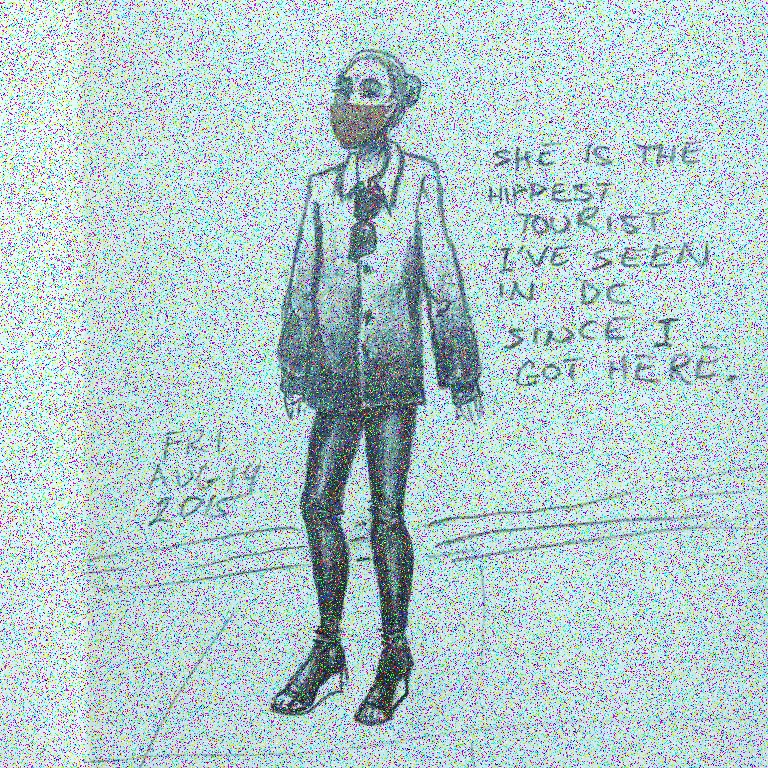 SHE IS THE
HIPPEST
TOURIST
I'VE SEEN
IN DC
SINCE I
GOT HERE.
FRI
AUG 14
2015